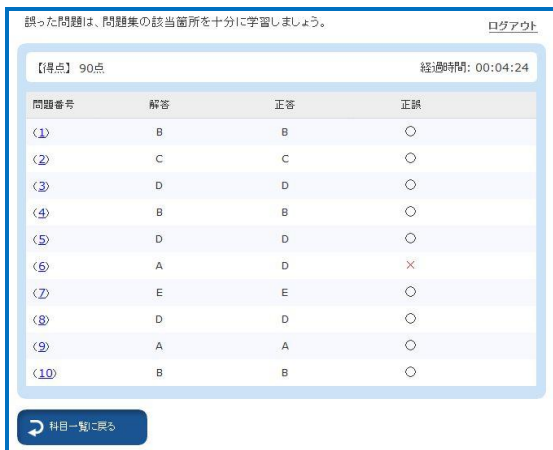 誤った問題は、問題集の該当箇所を十分に学習しましょう。
ログアウト
【得点】 90点 経過時間: 00:04:24
問題番号 解答 正答 正誤
〈1〉 B B ○
〈2〉 C C ○
〈3〉 D D ○
〈4〉 B B ○
〈5〉 D D ○
〈6〉 A D ×
〈7〉 E E ○
〈8〉 D D ○
〈9〉 A A ○
〈10〉 B B ○
科目一覧に戻る